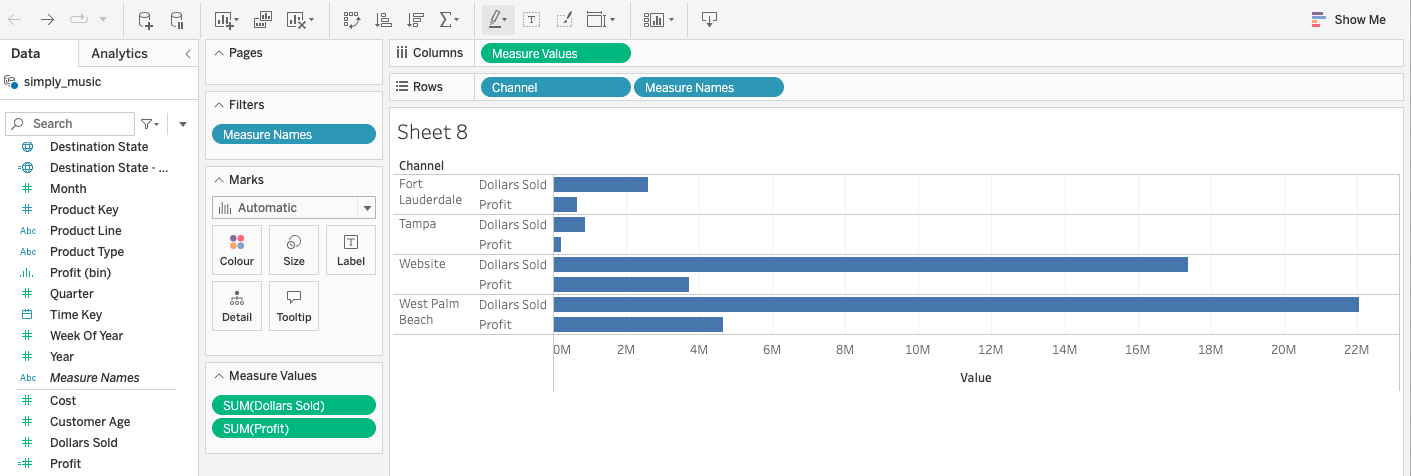 Show Me
Data
Analytics
simply_music
Search
Destination State
Destination State - ...
Month
Product Key
Abc Product Line
Abc Product Type
Profit (bin)
Quarter
Time Key
Week Of Year
Year
Abc Measure Names
Cost
Customer Age
Dollars Sold
Profit
Pages
Filters
Measure Names
Marks
Automatic
Colour
Size
T Label
Detail
Tooltip
Measure Values
SUM(Dollars Sold)
SUM(Profit)
Columns
Measure Values
Rows
Channel
Measure Names
Sheet 8
Channel
Fort Lauderdale
Dollars Sold
Profit
Tampa
Dollars Sold
Profit
Website
Dollars Sold
Profit
West Palm Beach
Dollars Sold
Profit
0M 2M 4M 6M 8M 10M 12M 14M 16M 18M 20M 22M
Value